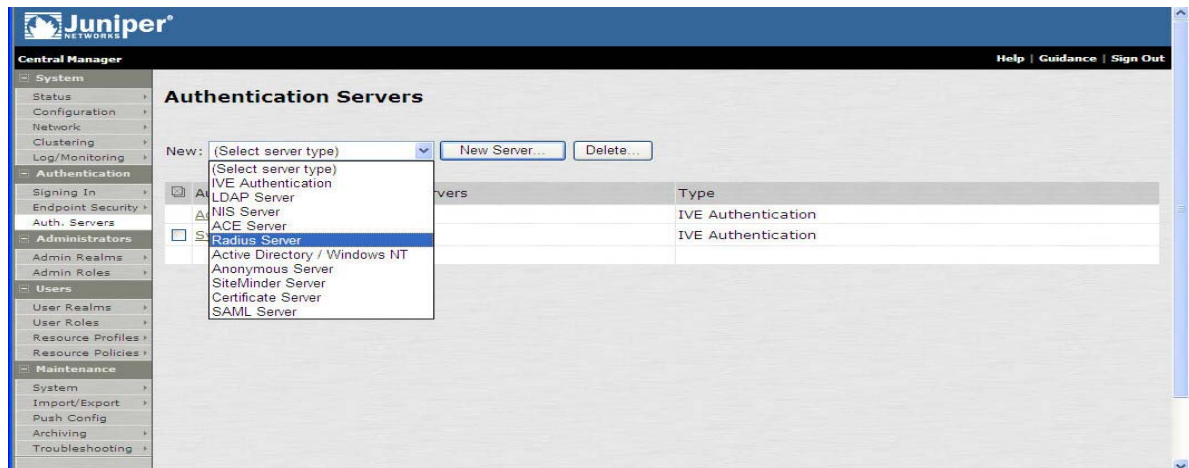 Juniper®
NETWORKS
Central Manager
Help | Guidance | Sign Out
System
Status
Configuration
Network
Clustering
Log/Monitoring
Authentication
Signing In
Endpoint Security
Auth. Servers
Administrators
Admin Realms
Admin Roles
Users
User Realms
User Roles
Resource Profiles
Resource Policies
Maintenance
System
Import/Export
Push Config
Archiving
Troubleshooting
Authentication Servers
New: (Select server type) New Server... Delete...
(Select server type)
IVE Authentication
LDAP Server
NIS Server
ACE Server
Radius Server
Active Directory / Windows NT
Anonymous Server
SiteMinder Server
Certificate Server
SAML Server
Type
IVE Authentication
IVE Authentication